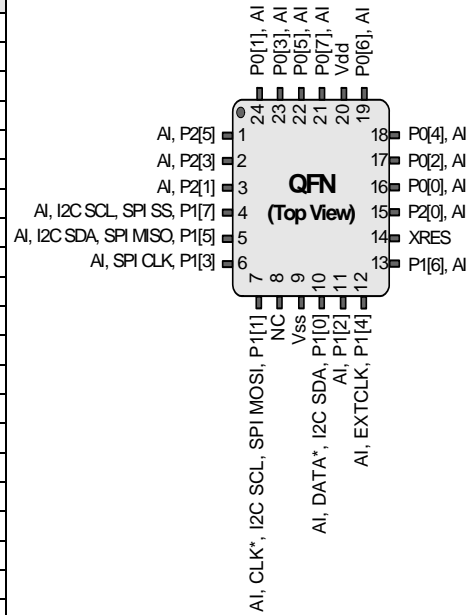 P0[1], AI
P0[3], AI
P0[5], AI
P0[7], AI
Vdd
P0[6], AI
24
23
22
21
20
19
AI, P2[5] 1
AI, P2[3] 2
AI, P2[1] 3
AI, I2C SCL, SPI SS, P1[7] 4
AI, I2C SDA, SPI MISO, P1[5] 5
AI, SPI CLK, P1[3] 6
QFN
(Top View)
18 P0[4], AI
17 P0[2], AI
16 P0[0], AI
15 P2[0], AI
14 XRES
13 P1[6], AI
7
8
9
10
11
12
AI, CLK*, I2C SCL, SPI MOSI, P1[1]
NC
Vss
AI, DATA*, I2C SDA, P1[0]
AI, P1[2]
AI, EXTCLK, P1[4]